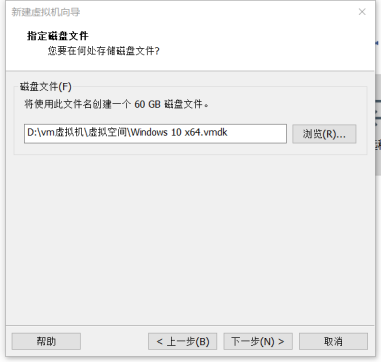 新建虚拟机向导
指定磁盘文件
您要在何处存储磁盘文件?
磁盘文件(F)
将使用此文件名创建一个 60 GB 磁盘文件。
D:\vm虚拟机\虚拟空间\Windows 10 x64.vmdk
浏览(R)...
帮助
< 上一步(B)
下一步(N) >
取消